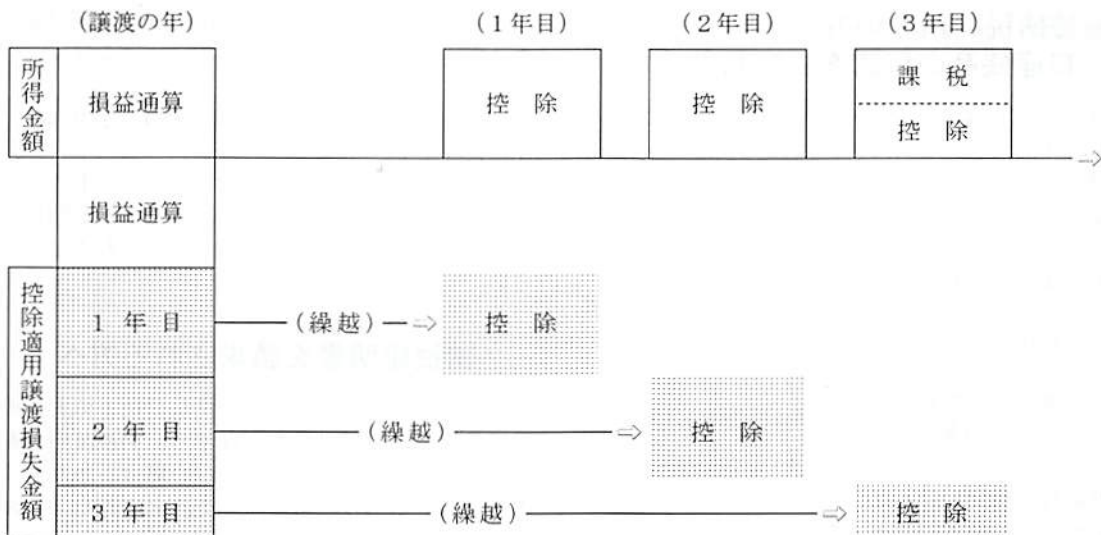 (譲渡の年) (1年目) (2年目) (3年目)
所得金額
損益通算 控除 控除 課税
控除
損益通算
控除適用譲渡損失金額
1年目 (繰越) 控除
2年目 (繰越) 控除
3年目 (繰越) 控除